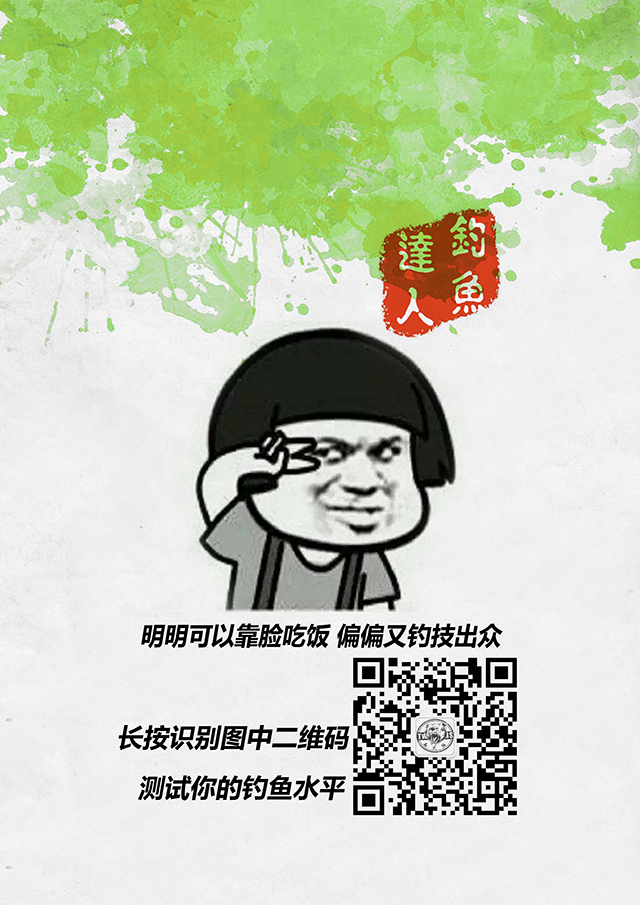 釣魚
達人
明明可以靠脸吃饭 偏偏又钓技出众
长按识别图中二维码
测试你的钓鱼水平